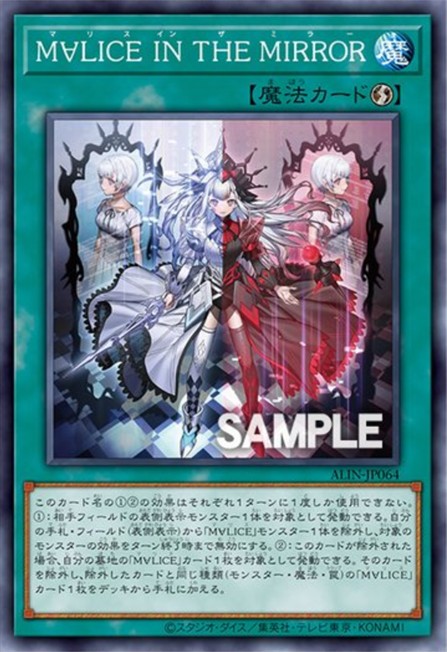 マリスインザミラー
M∀LICE IN THE MIRROR
魔
まほう
【魔法カード】
SAMPLE
ALIN-JP064
このカード名の①②の効果はそれぞれ1ターンに1度しか使用できない。
①：相手フィールドの表側表示モンスター1体を対象として発動できる。自分
の手札・フィールド（表側表示）から「M∀LICE」モンスター1体を除外し、対象の
モンスターの効果をターン終了時まで無効にする。②：このカードが除外された
場合、自分の墓地の「M∀LICE」カード1枚を対象として発動できる。そのカード
を除外し、除外したカードと同じ種類（モンスター・魔法・罠）の「M∀LICE」カー
ド1枚をデッキから手札に加える。
©スタジオ・ダイス／集英社・テレビ東京・KONAMI